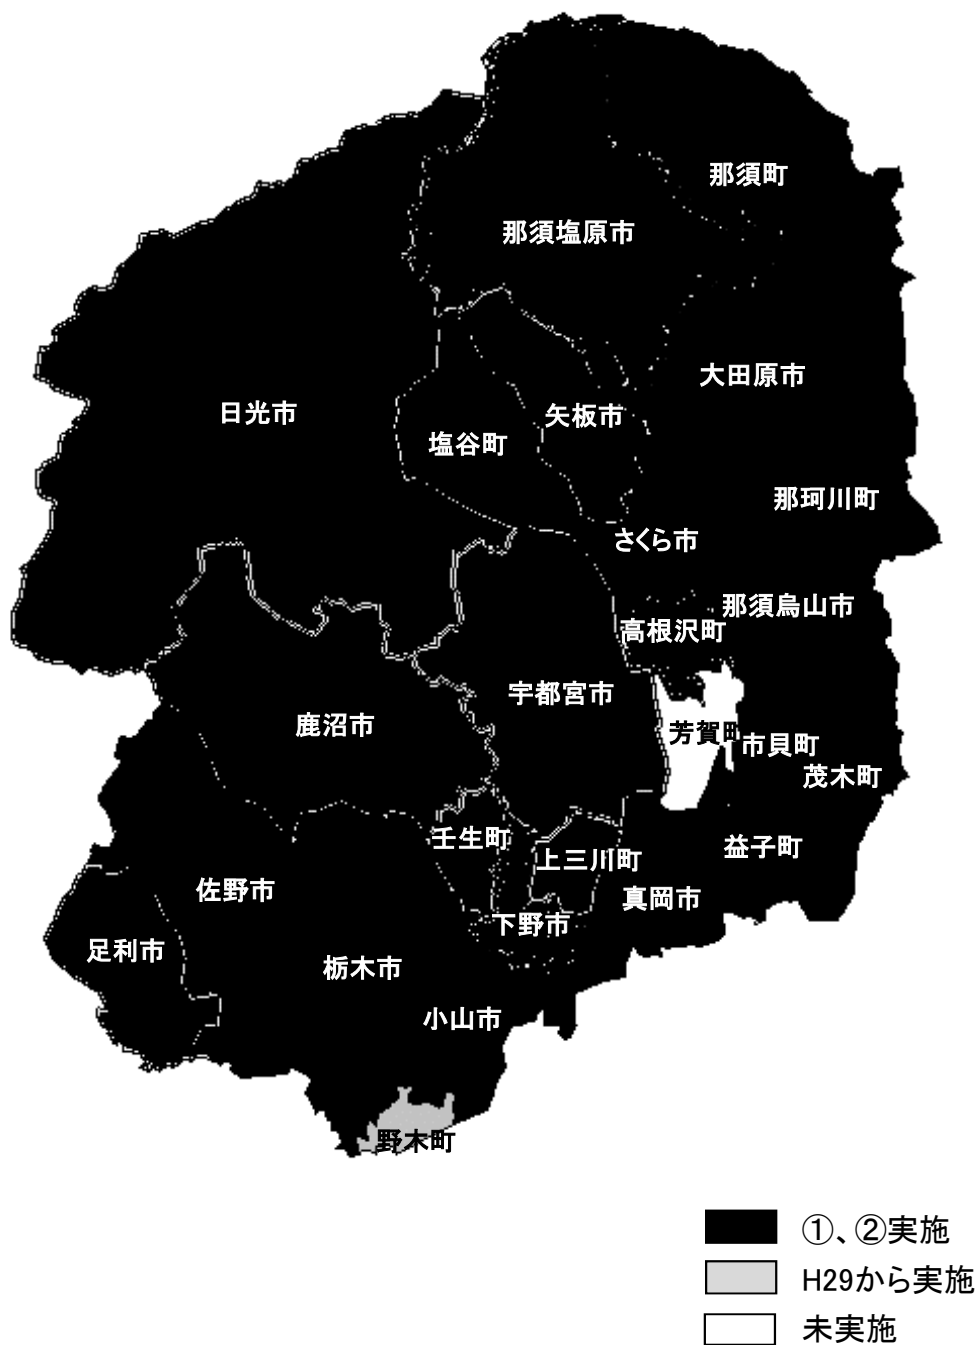 那須町
那須塩原市
大田原市
日光市
矢板市
塩谷町
那珂川町
さくら市
那須烏山市
高根沢町
宇都宮市
鹿沼市
芳賀町
市貝町
茂木町
壬生町
益子町
上三川町
佐野市
真岡市
下野市
足利市
栃木市
小山市
野木町
①、②実施
H29から実施
未実施